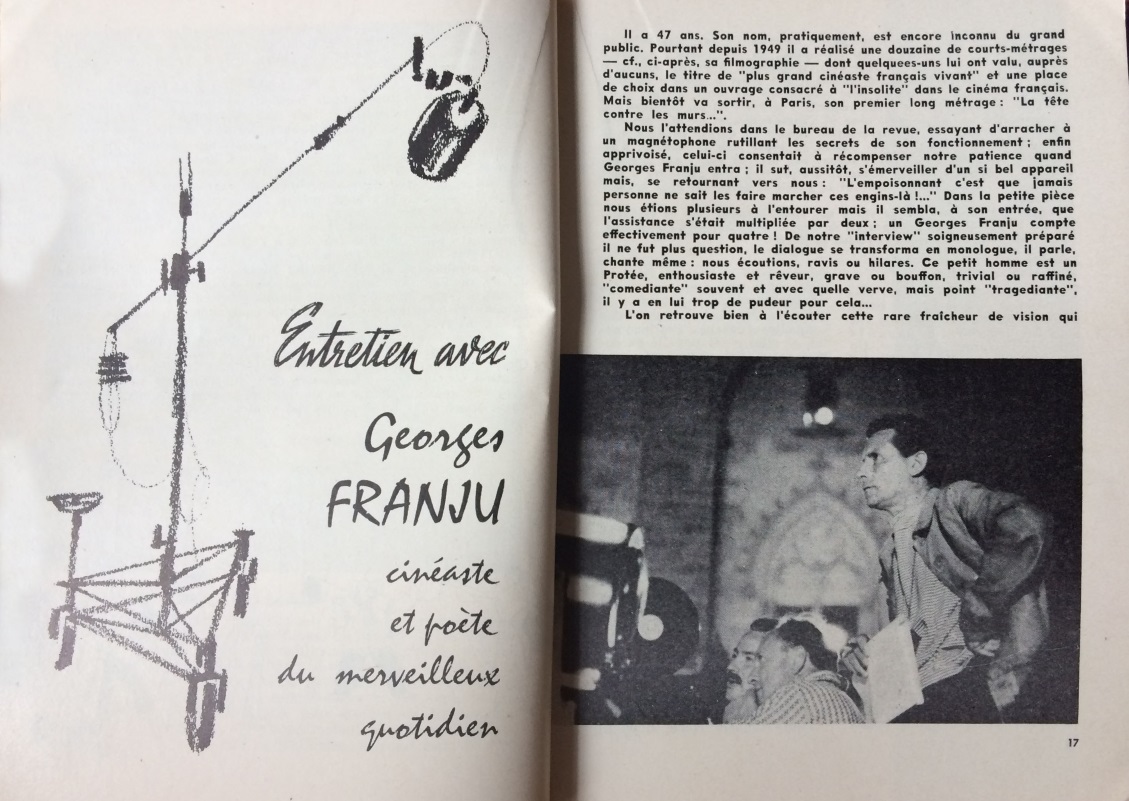 Entretien avec
Georges
FRANJU
cinéaste
et poète
du merveilleux
quotidien
Il a 47 ans. Son nom, pratiquement, est encore inconnu du grand
public. Pourtant depuis 1949 il a réalisé une douzaine de courts-métrages
— cf., ci-après, sa filmographie — dont quelquees-uns lui ont valu, auprès
d'aucuns, le titre de "plus grand cinéaste français vivant" et une place
de choix dans un ouvrage consacré à "l'insolite" dans le cinéma français.
Mais bientôt va sortir, à Paris, son premier long métrage : "La tête
contre les murs...".
Nous l'attendions dans le bureau de la revue, essayant d'arracher à
un magnétophone rutillant les secrets de son fonctionnement ; enfin
apprivoisé, celui-ci consentait à récompenser notre patience quand
Georges Franju entra ; il sut, aussitôt, s'émerveiller d'un si bel appareil
mais, se retournant vers nous : "L'empoisonnant c'est que jamais
personne ne sait les faire marcher ces engins-là !..." Dans la petite pièce
nous étions plusieurs à l'entourer mais il sembla, à son entrée, que
l'assistance s'était multipliée par deux ; un Georges Franju compte
effectivement pour quatre ! De notre "interview" soigneusement préparé
il ne fut plus question, le dialogue se transforma en monologue, il parle,
chante même : nous écoutions, ravis ou hilares. Ce petit homme est un
Protée, enthousiaste et rêveur, grave ou bouffon, trivial ou raffiné,
"comediante" souvent et avec quelle verve, mais point "tragediante",
il y a en lui trop de pudeur pour cela...
L'on retrouve bien à l'écouter cette rare fraîcheur de vision qui
17